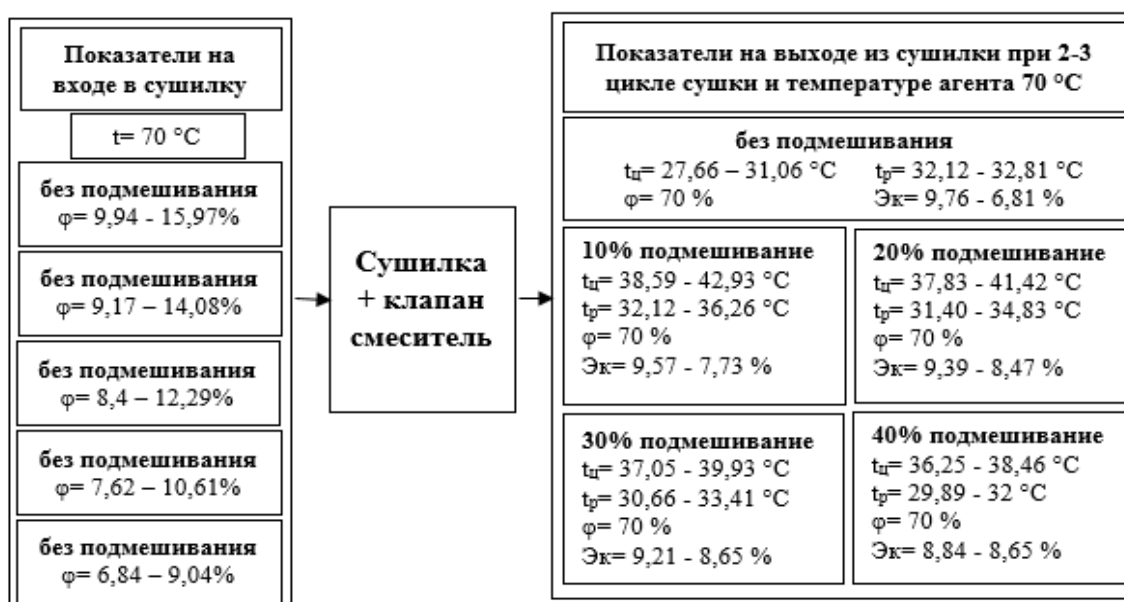 Показатели на
входе в сушилку
t= 70 °C
без подмешивания
φ= 9,94 - 15,97%
без подмешивания
φ= 9,17 – 14,08%
без подмешивания
φ= 8,4 – 12,29%
без подмешивания
φ= 7,62 – 10,61%
без подмешивания
φ= 6,84 – 9,04%
Сушилка
+ клапан
смеситель
Показатели на выходе из сушилки при 2-3
цикле сушки и температуре агента 70 °C
без подмешивания
tц= 27,66 – 31,06 °C tр= 32,12 - 32,81 °C
φ= 70 % Эк= 9,76 - 6,81 %
10% подмешивание
tц= 38,59 - 42,93 °C
tр= 32,12 - 36,26 °C
φ= 70 %
Эк= 9,57 - 7,73 %
20% подмешивание
tц= 37,83 - 41,42 °C
tр= 31,40 - 34,83 °C
φ= 70 %
Эк= 9,39 - 8,47 %
30% подмешивание
tц= 37,05 - 39,93 °C
tр= 30,66 - 33,41 °C
φ= 70 %
Эк= 9,21 - 8,65 %
40% подмешивание
tц= 36,25 - 38,46 °C
tр= 29,89 - 32 °C
φ= 70 %
Эк= 8,84 - 8,65 %